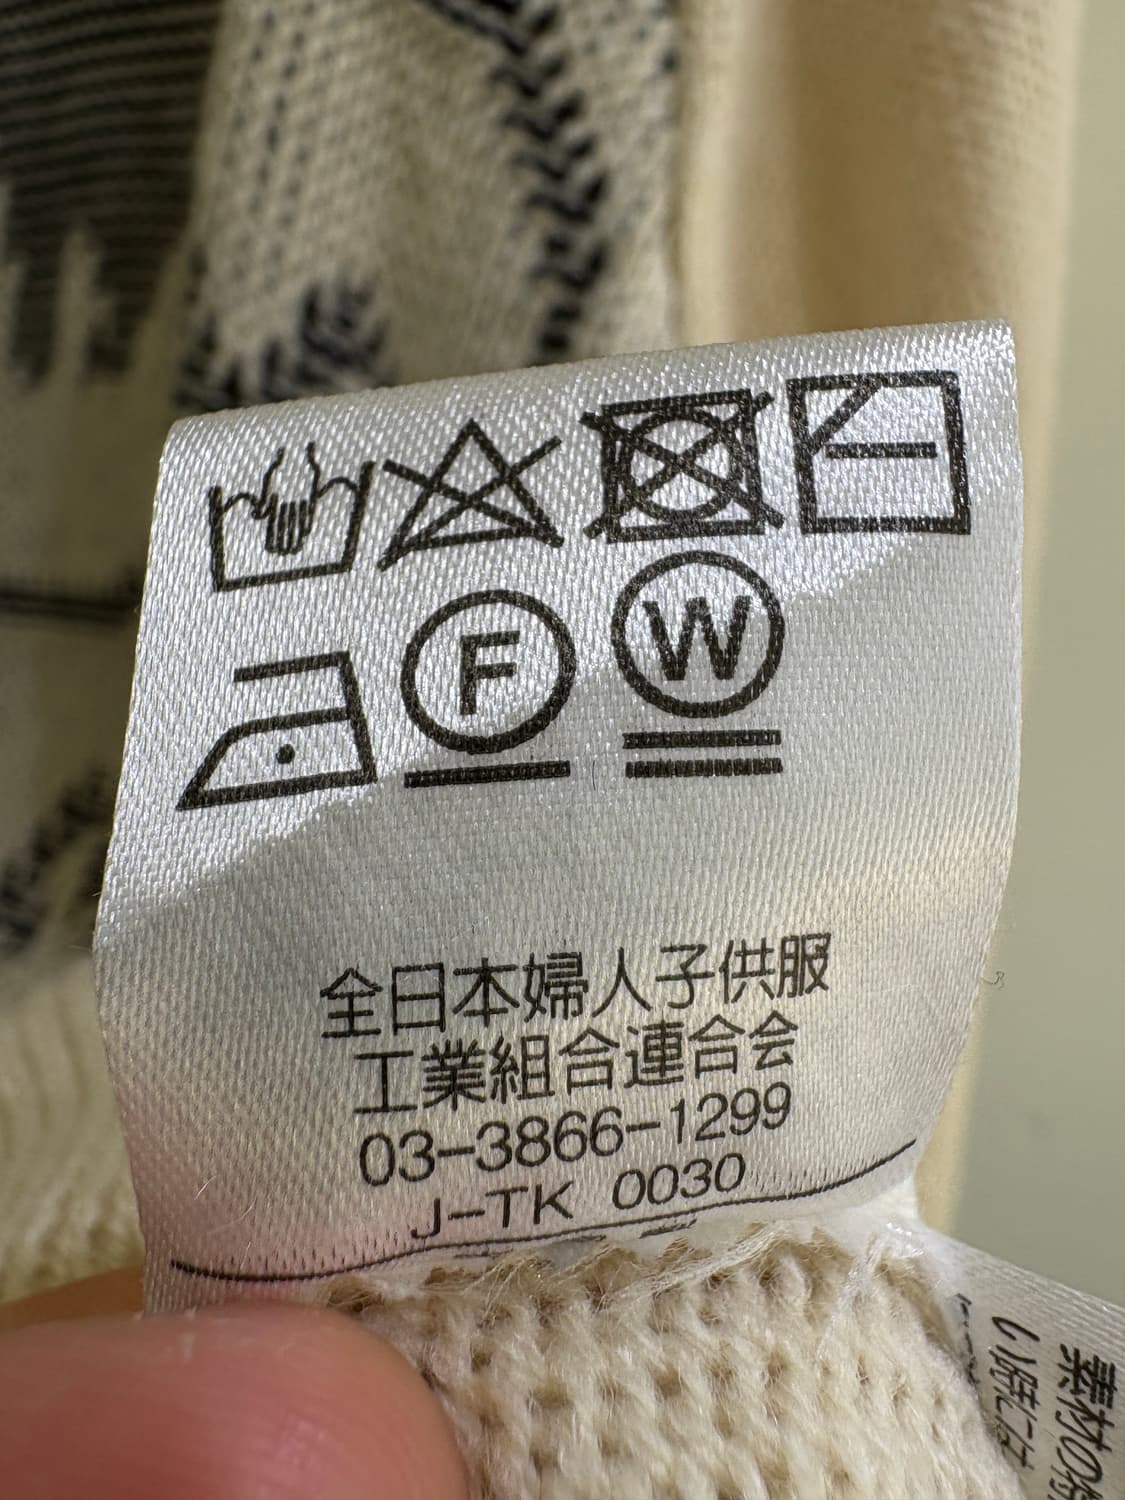 F W
全日本婦人子供服
工業組合連合会
03-3866-1299
J-TK 0030